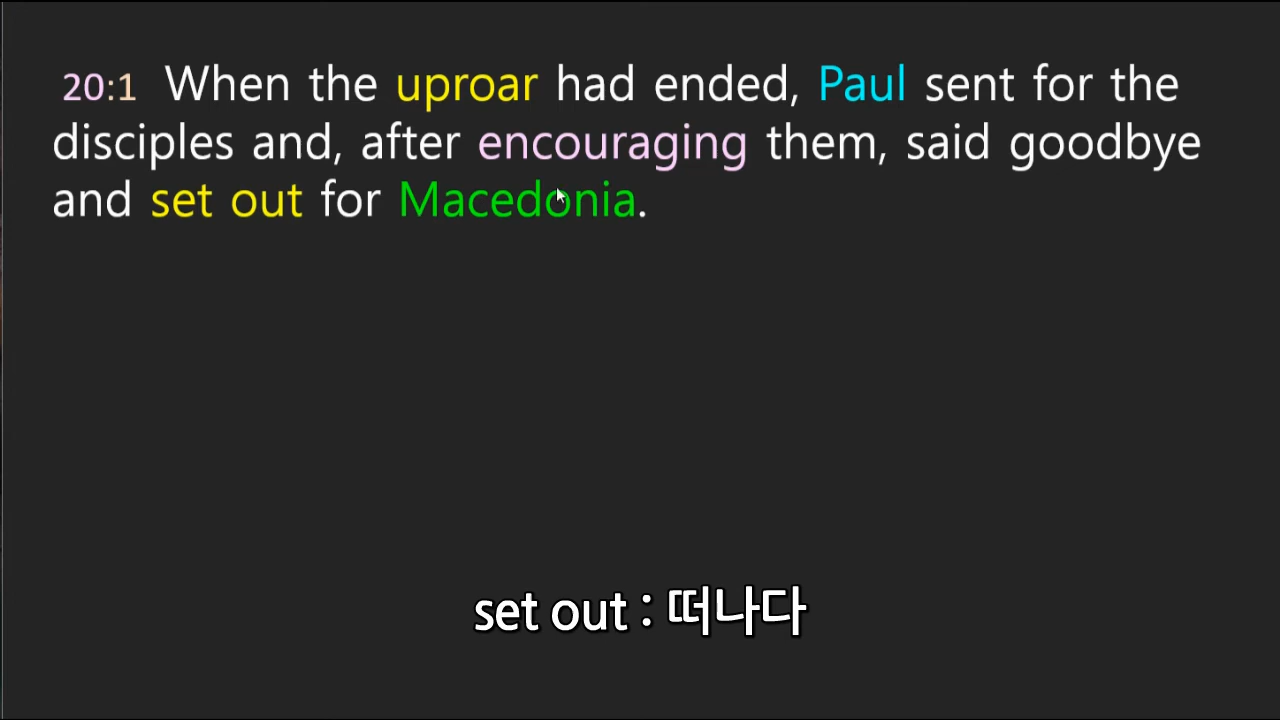 20:1 When the uproar had ended, Paul sent for the
disciples and, after encouraging them, said goodbye
and set out for Macedonia.
set out : 떠나다